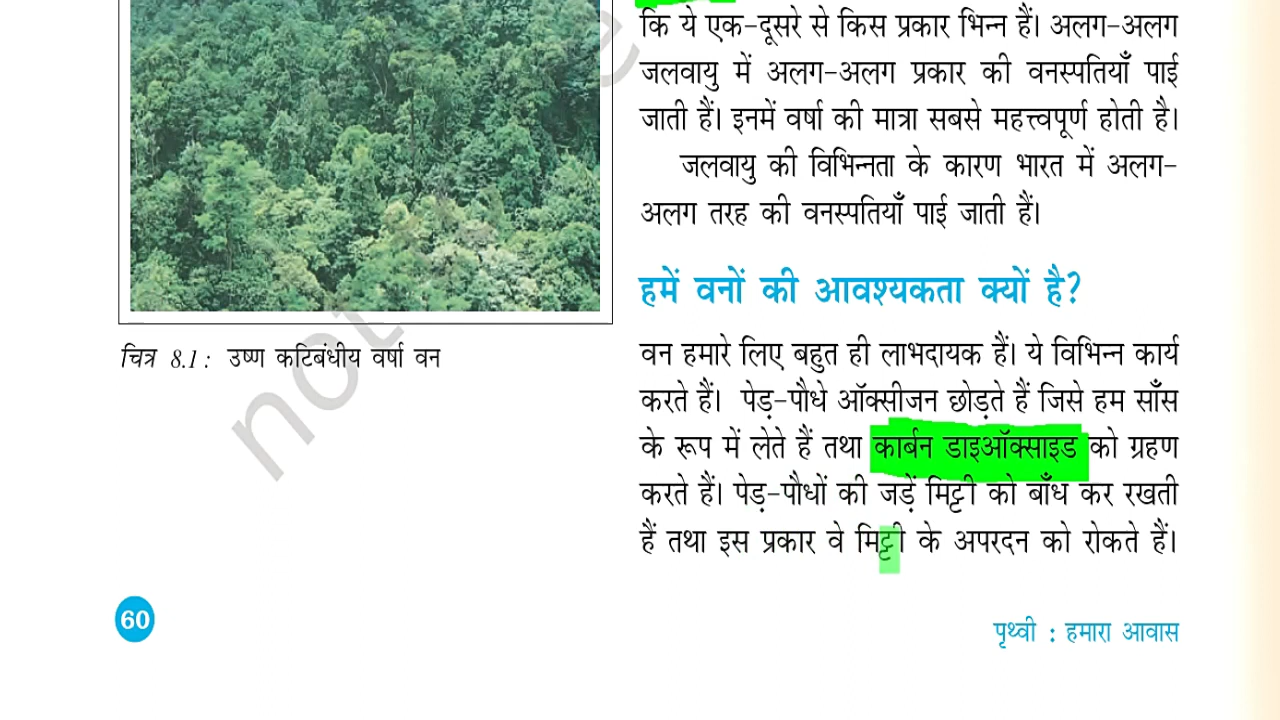 कि ये एक-दूसरे से किस प्रकार भिन्न हैं। अलग-अलग
जलवायु में अलग-अलग प्रकार की वनस्पतियाँ पाई
जाती हैं। इनमें वर्षा की मात्रा सबसे महत्त्वपूर्ण होती है।
जलवायु की विभिन्नता के कारण भारत में अलग-
अलग तरह की वनस्पतियाँ पाई जाती हैं।
हमें वनों की आवश्यकता क्यों है?
चित्र 8.1: उष्ण कटिबंधीय वर्षा वन
वन हमारे लिए बहुत ही लाभदायक हैं। ये विभिन्न कार्य
करते हैं। पेड़-पौधे ऑक्सीजन छोड़ते हैं जिसे हम साँस
के रूप में लेते हैं तथा कार्बन डाइऑक्साइड को ग्रहण
करते हैं। पेड़-पौधों की जड़ें मिट्टी को बाँध कर रखती
हैं तथा इस प्रकार वे मिट्टी के अपरदन को रोकते हैं।
60
पृथ्वी : हमारा आवास
not